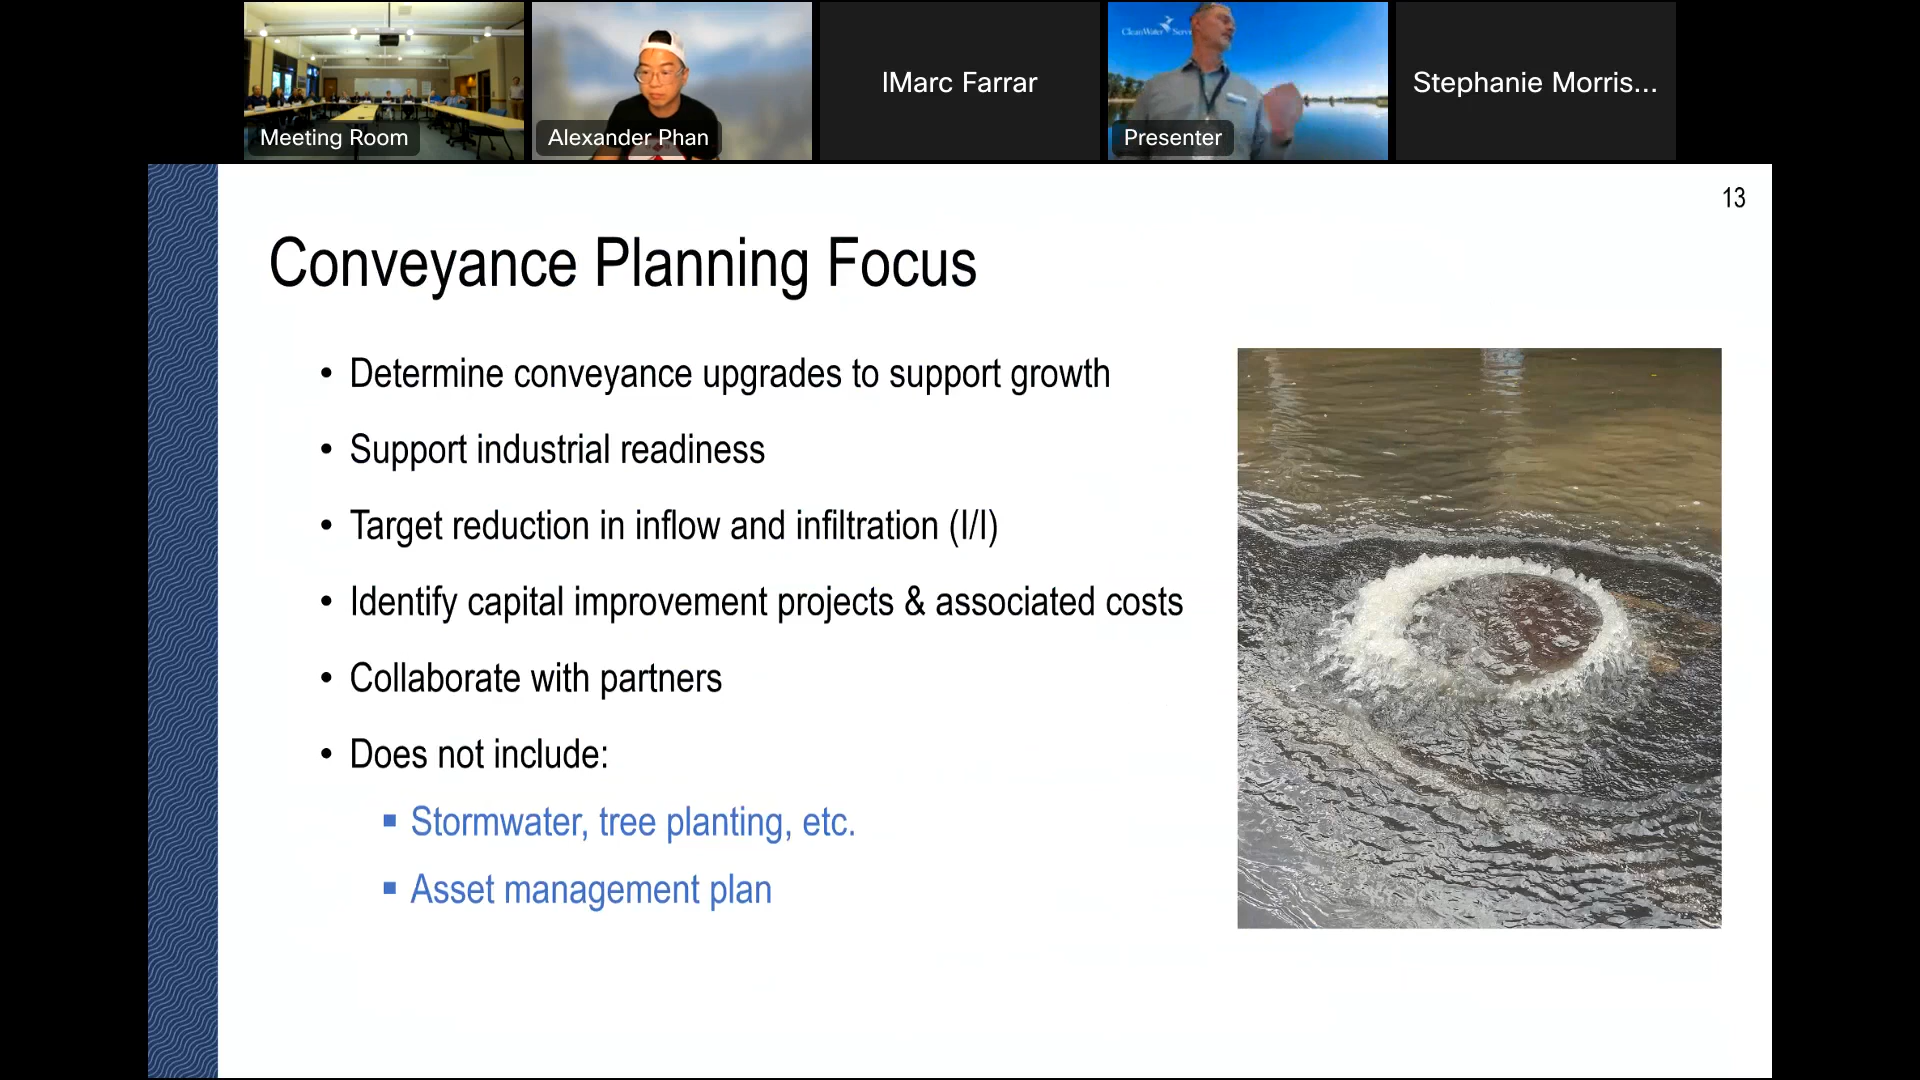 Meeting Room
Alexander Phan
IMarc Farrar
CleanWater Serv
Presenter
Stephanie Morris...
13
Conveyance Planning Focus
• Determine conveyance upgrades to support growth
• Support industrial readiness
• Target reduction in inflow and infiltration (I/I)
• Identify capital improvement projects & associated costs
• Collaborate with partners
• Does not include:
▪ Stormwater, tree planting, etc.
▪ Asset management plan